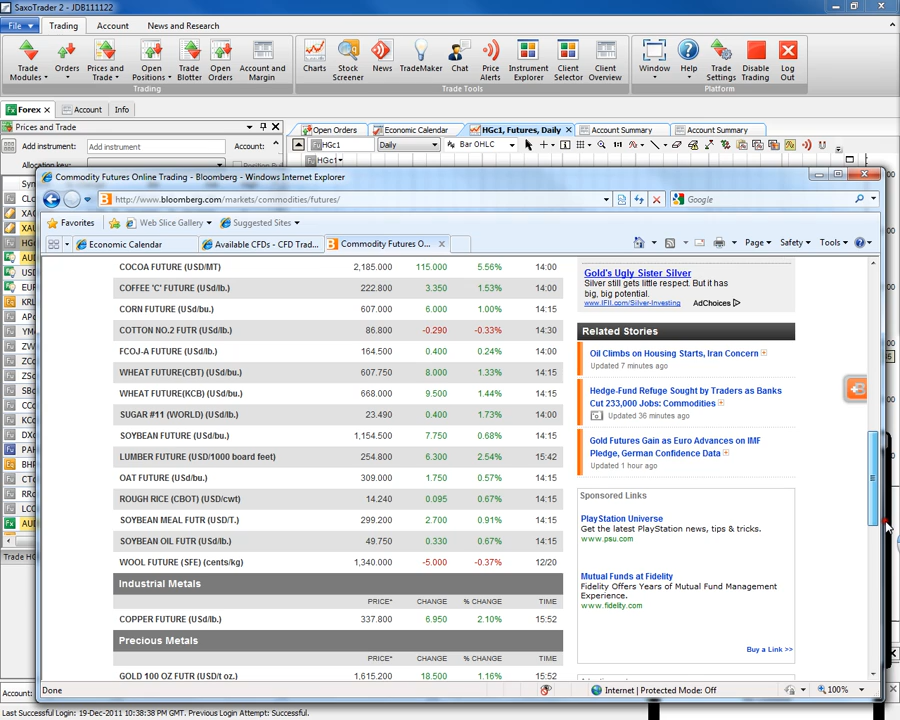 SaxoTrader 2 - JDB111122
File Trading Account News and Research
Trade Modules Orders Prices and Trade Open Positions Trade Blotter Open Orders Account and Margin Charts Stock Screener News TradeMaker Chat Price Alerts Instrument Explorer Client Selector Client Overview Window Help Trade Settings Disable Trading Log Out
Trading Trade Tools Platform
Forex Account Info
Prices and Trade
Open Orders Economic Calendar HGc1, Futures, Daily Account Summary Account Summary
Add instrument: Add instrument Account:
HGc1 Daily Bar OHLC
HGc1
Commodity Futures Online Trading - Bloomberg - Windows Internet Explorer
http://www.bloomberg.com/markets/commodities/futures/
Google
Favorites Web Slice Gallery Suggested Sites
Economic Calendar Available CFDs - CFD Trad... Commodity Futures O...
Page Safety Tools
COCOA FUTURE (USD/MT) 2,185.000 115.000 5.56% 14:00
COFFEE 'C' FUTURE (USd/lb.) 222.800 3.350 1.53% 14:00
CORN FUTURE (USd/bu.) 607.000 6.000 1.00% 14:15
COTTON NO.2 FUTR (USd/lb.) 86.800 -0.290 -0.33% 14:30
FCOJ-A FUTURE (USd/lb.) 164.500 0.400 0.24% 14:00
WHEAT FUTURE(CBT) (USd/bu.) 607.750 8.000 1.33% 14:15
WHEAT FUTURE(KCB) (USd/bu.) 668.000 9.500 1.44% 14:15
SUGAR #11 (WORLD) (USd/lb.) 23.490 0.400 1.73% 14:00
SOYBEAN FUTURE (USd/bu.) 1,154.500 7.750 0.68% 14:15
LUMBER FUTURE (USD/1000 board feet) 254.800 6.300 2.54% 15:42
OAT FUTURE (USd/bu.) 309.000 1.750 0.57% 14:15
ROUGH RICE (CBOT) (USD/cwt) 14.240 0.095 0.67% 14:15
SOYBEAN MEAL FUTR (USD/T.) 299.200 2.700 0.91% 14:15
SOYBEAN OIL FUTR (USd/lb.) 49.750 0.330 0.67% 14:15
WOOL FUTURE (SFE) (cents/kg) 1,340.000 -5.000 -0.37% 12/20
Industrial Metals
PRICE* CHANGE % CHANGE TIME
COPPER FUTURE (USd/lb.) 337.800 6.950 2.10% 15:52
Precious Metals
PRICE* CHANGE % CHANGE TIME
GOLD 100 OZ FUTR (USD/t oz.) 1,615.200 18.500 1.16% 15:52
Gold's Ugly Sister Silver
Silver still gets little respect. But it has
big, big potential.
www.IFII.com/Silver-Investing AdChoices
Related Stories
Oil Climbs on Housing Starts, Iran Concern
Updated 7 minutes ago
Hedge-Fund Refuge Sought by Traders as Banks
Cut 233,000 Jobs: Commodities
Updated 36 minutes ago
Gold Futures Gain as Euro Advances on IMF
Pledge, German Confidence Data
Updated 1 hour ago
Sponsored Links
PlayStation Universe
Get the latest PlayStation news, tips & tricks.
www.psu.com
Mutual Funds at Fidelity
Fidelity Offers Years of Mutual Fund Management
Experience.
www.fidelity.com
Buy a Link >>
Done Internet | Protected Mode: Off 100%
Last Successful Login: 19-Dec-2011 10:38:38 PM GMT. Previous Login Attempt: Successful.